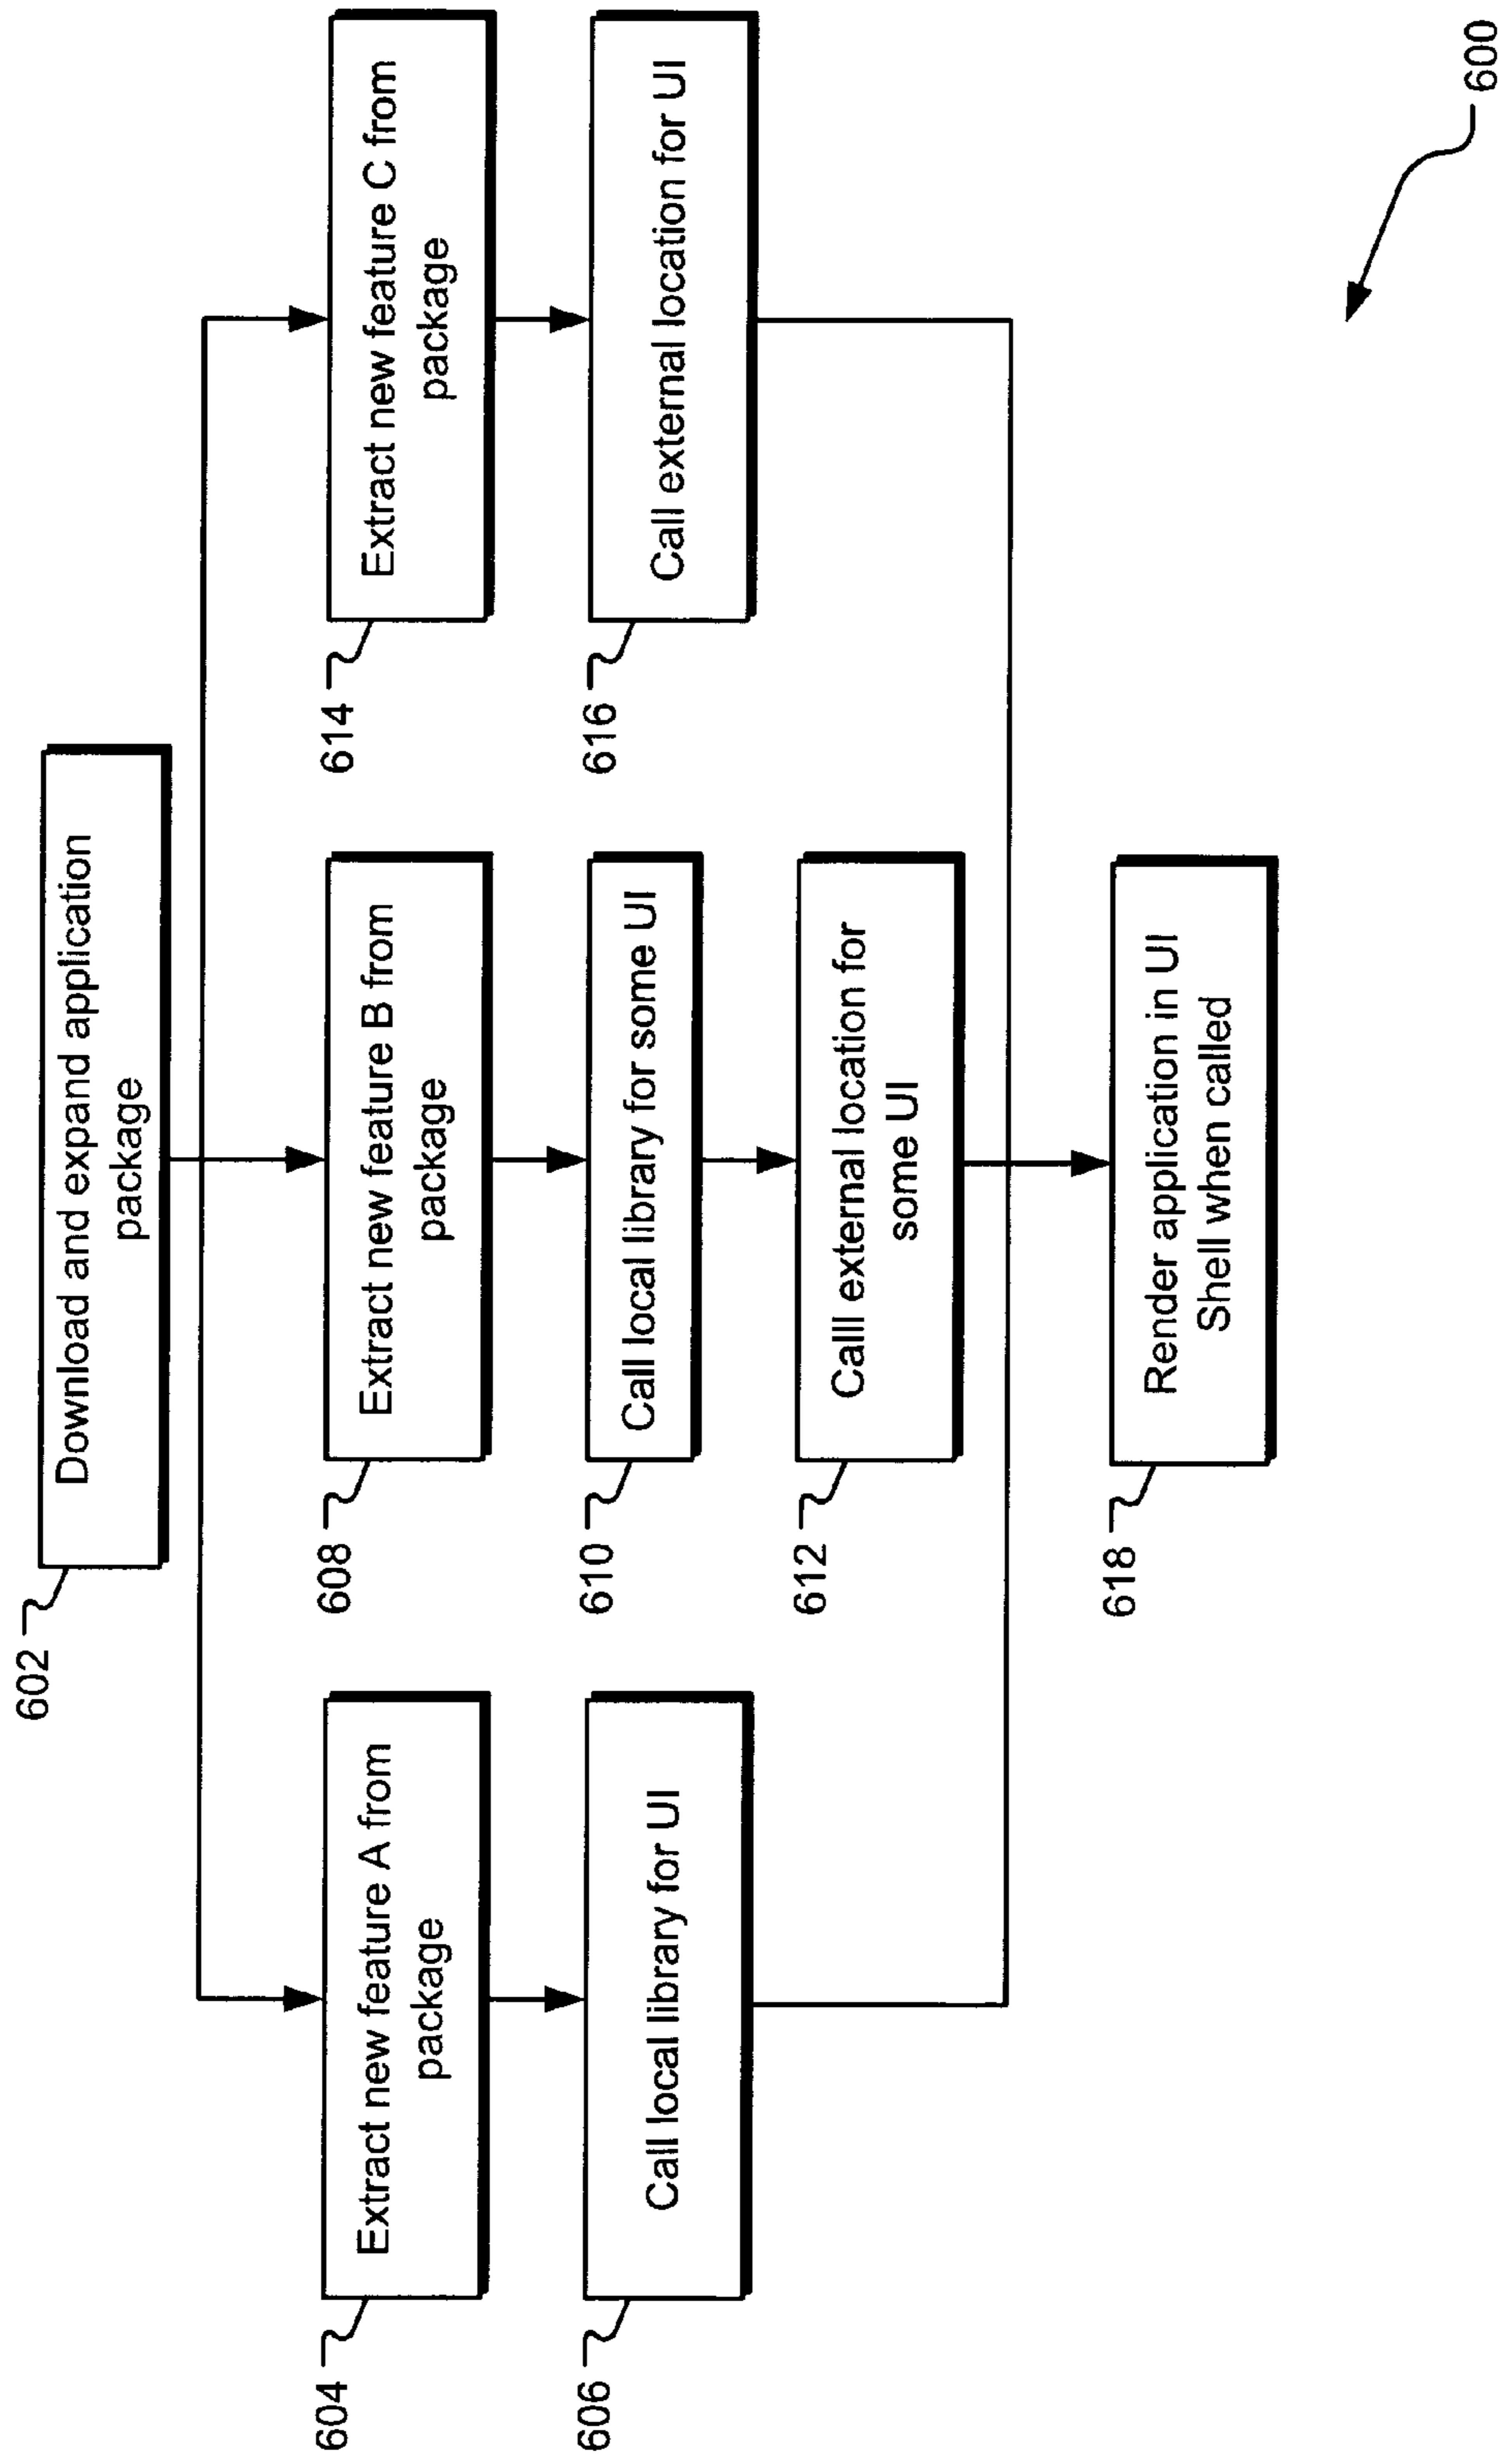 602
Download and expand application
package
604
Extract new feature A from
package
606
Call local library for UI
608
Extract new feature B from
package
610
Call local library for some UI
612
Calll external location for
some UI
614
Extract new feature C from
package
616
Call external location for UI
618
Render application in UI
Shell when called
600